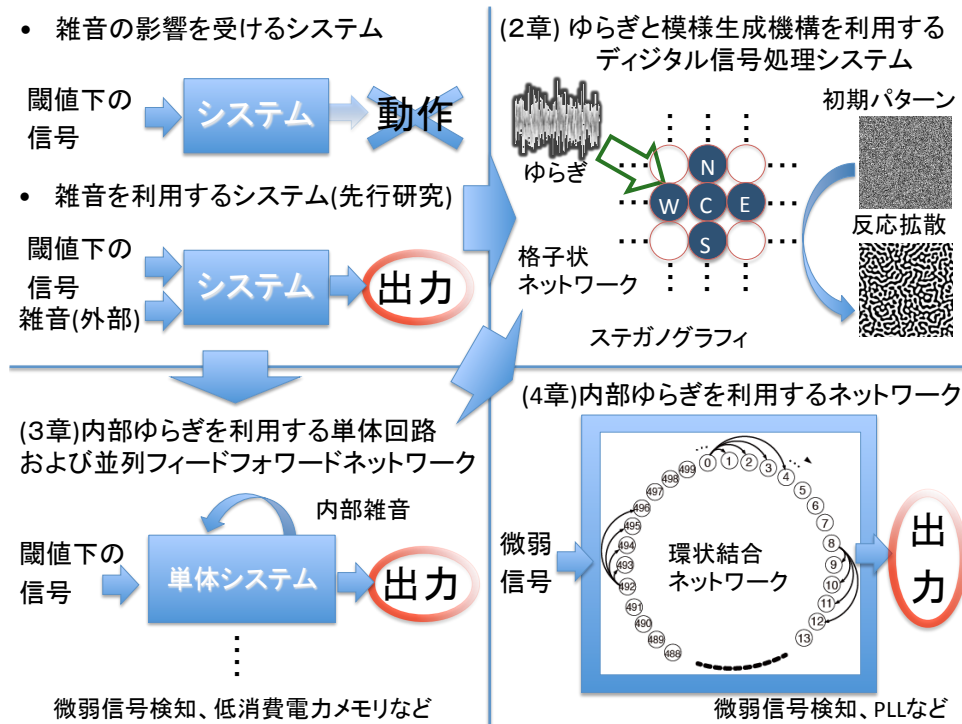 • 雑音の影響を受けるシステム
閾値下の
信号
システム
動作
• 雑音を利用するシステム(先行研究)
閾値下の
信号
雑音(外部)
システム
出力
(2章) ゆらぎと模様生成機構を利用する
ディジタル信号処理システム
ゆらぎ
N
W C E
S
格子状
ネットワーク
初期パターン
反応拡散
ステガノグラフィ
(3章)内部ゆらぎを利用する単体回路
および並列フィードフォワードネットワーク
内部雑音
閾値下の
信号
単体システム
出力
微弱信号検知、低消費電力メモリなど
(4章)内部ゆらぎを利用するネットワーク
微弱
信号
0
1
2
3
4
5
6
7
8
9
10
11
12
13
488
489
490
491
492
493
494
495
496
497
498
499
環状結合
ネットワーク
出
力
微弱信号検知、PLLなど